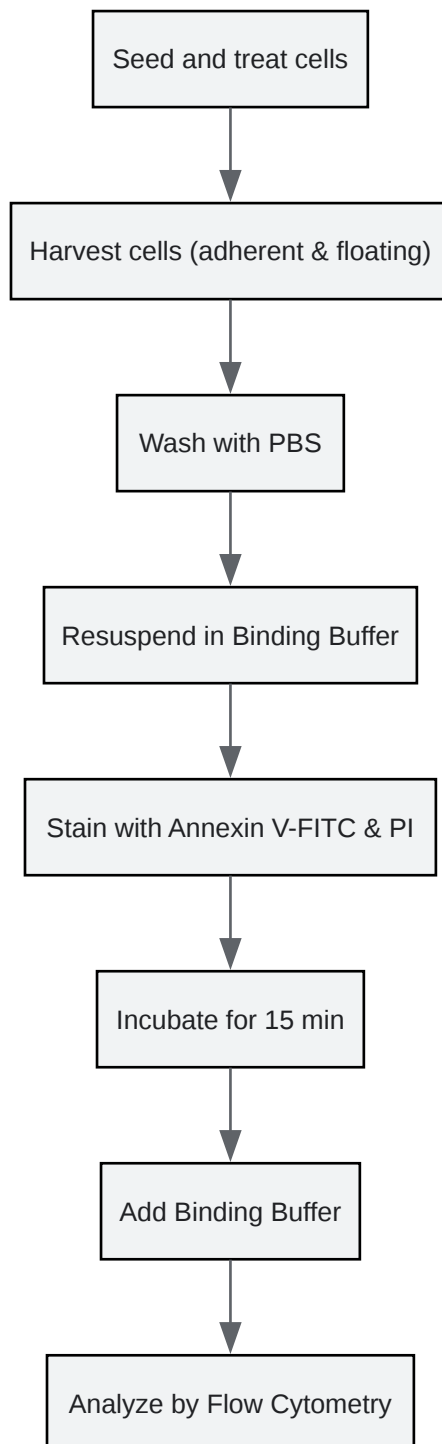 Seed and treat cells
Harvest cells (adherent & floating)
Wash with PBS
Resuspend in Binding Buffer
Stain with Annexin V-FITC & PI
Incubate for 15 min
Add Binding Buffer
Analyze by Flow Cytometry